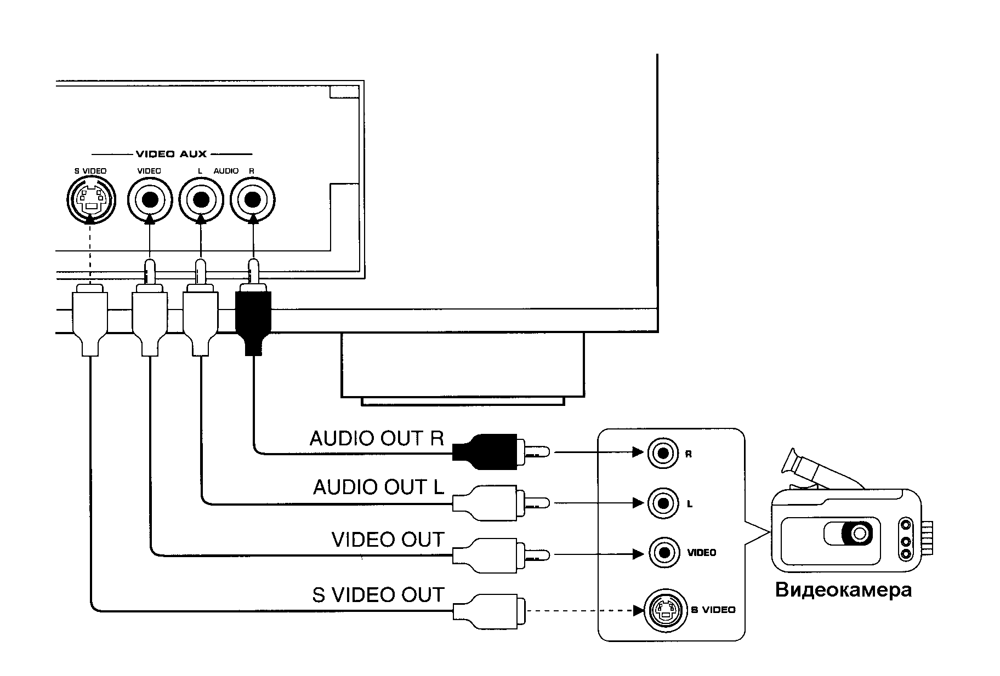 VIDEO AUX
S VIDEO VIDEO L AUDIO R
AUDIO OUT R
R
AUDIO OUT L
L
VIDEO OUT
VIDEO
S VIDEO OUT
S VIDEO
Видеокамера